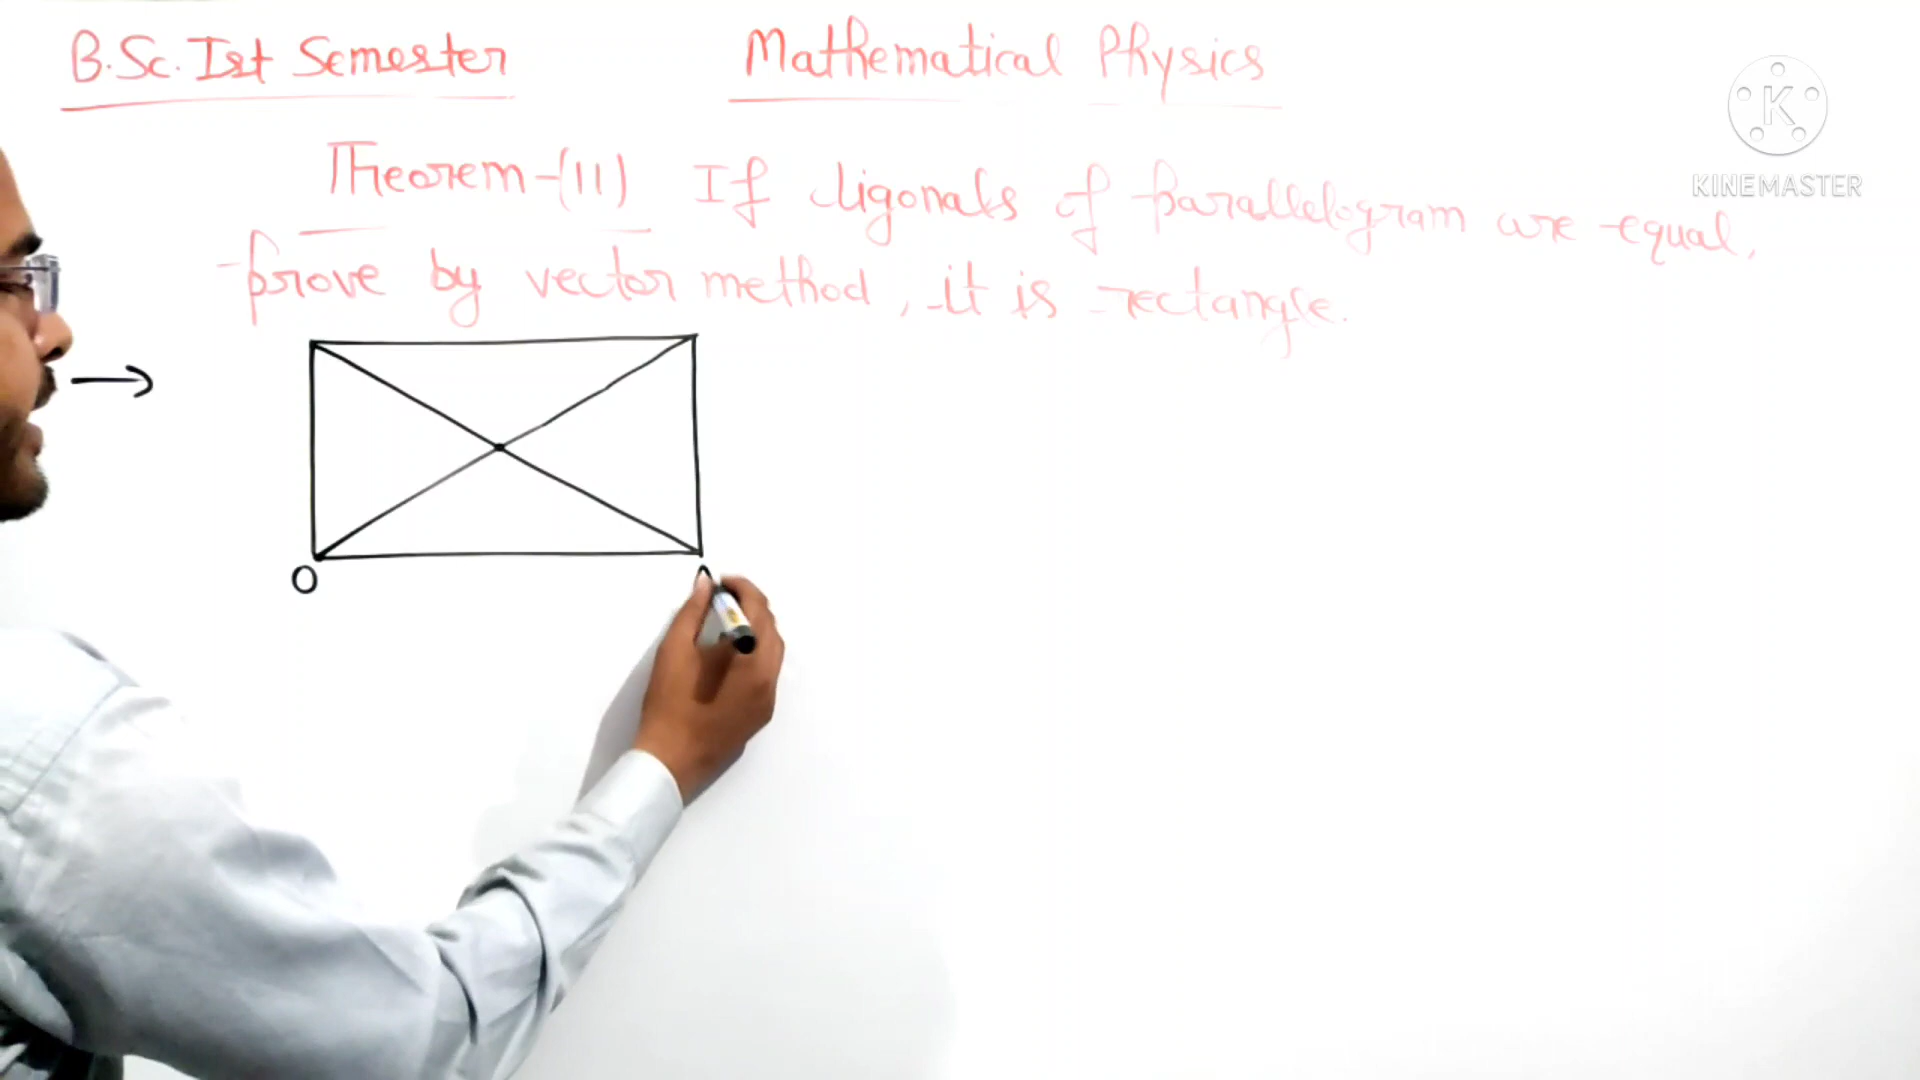 B.Sc. Ist Semester Mathematical Physics
Theorem-(11) If digonals of parallelogram are equal,
prove by vector method, it is rectangle.
O
K
KINEMASTER